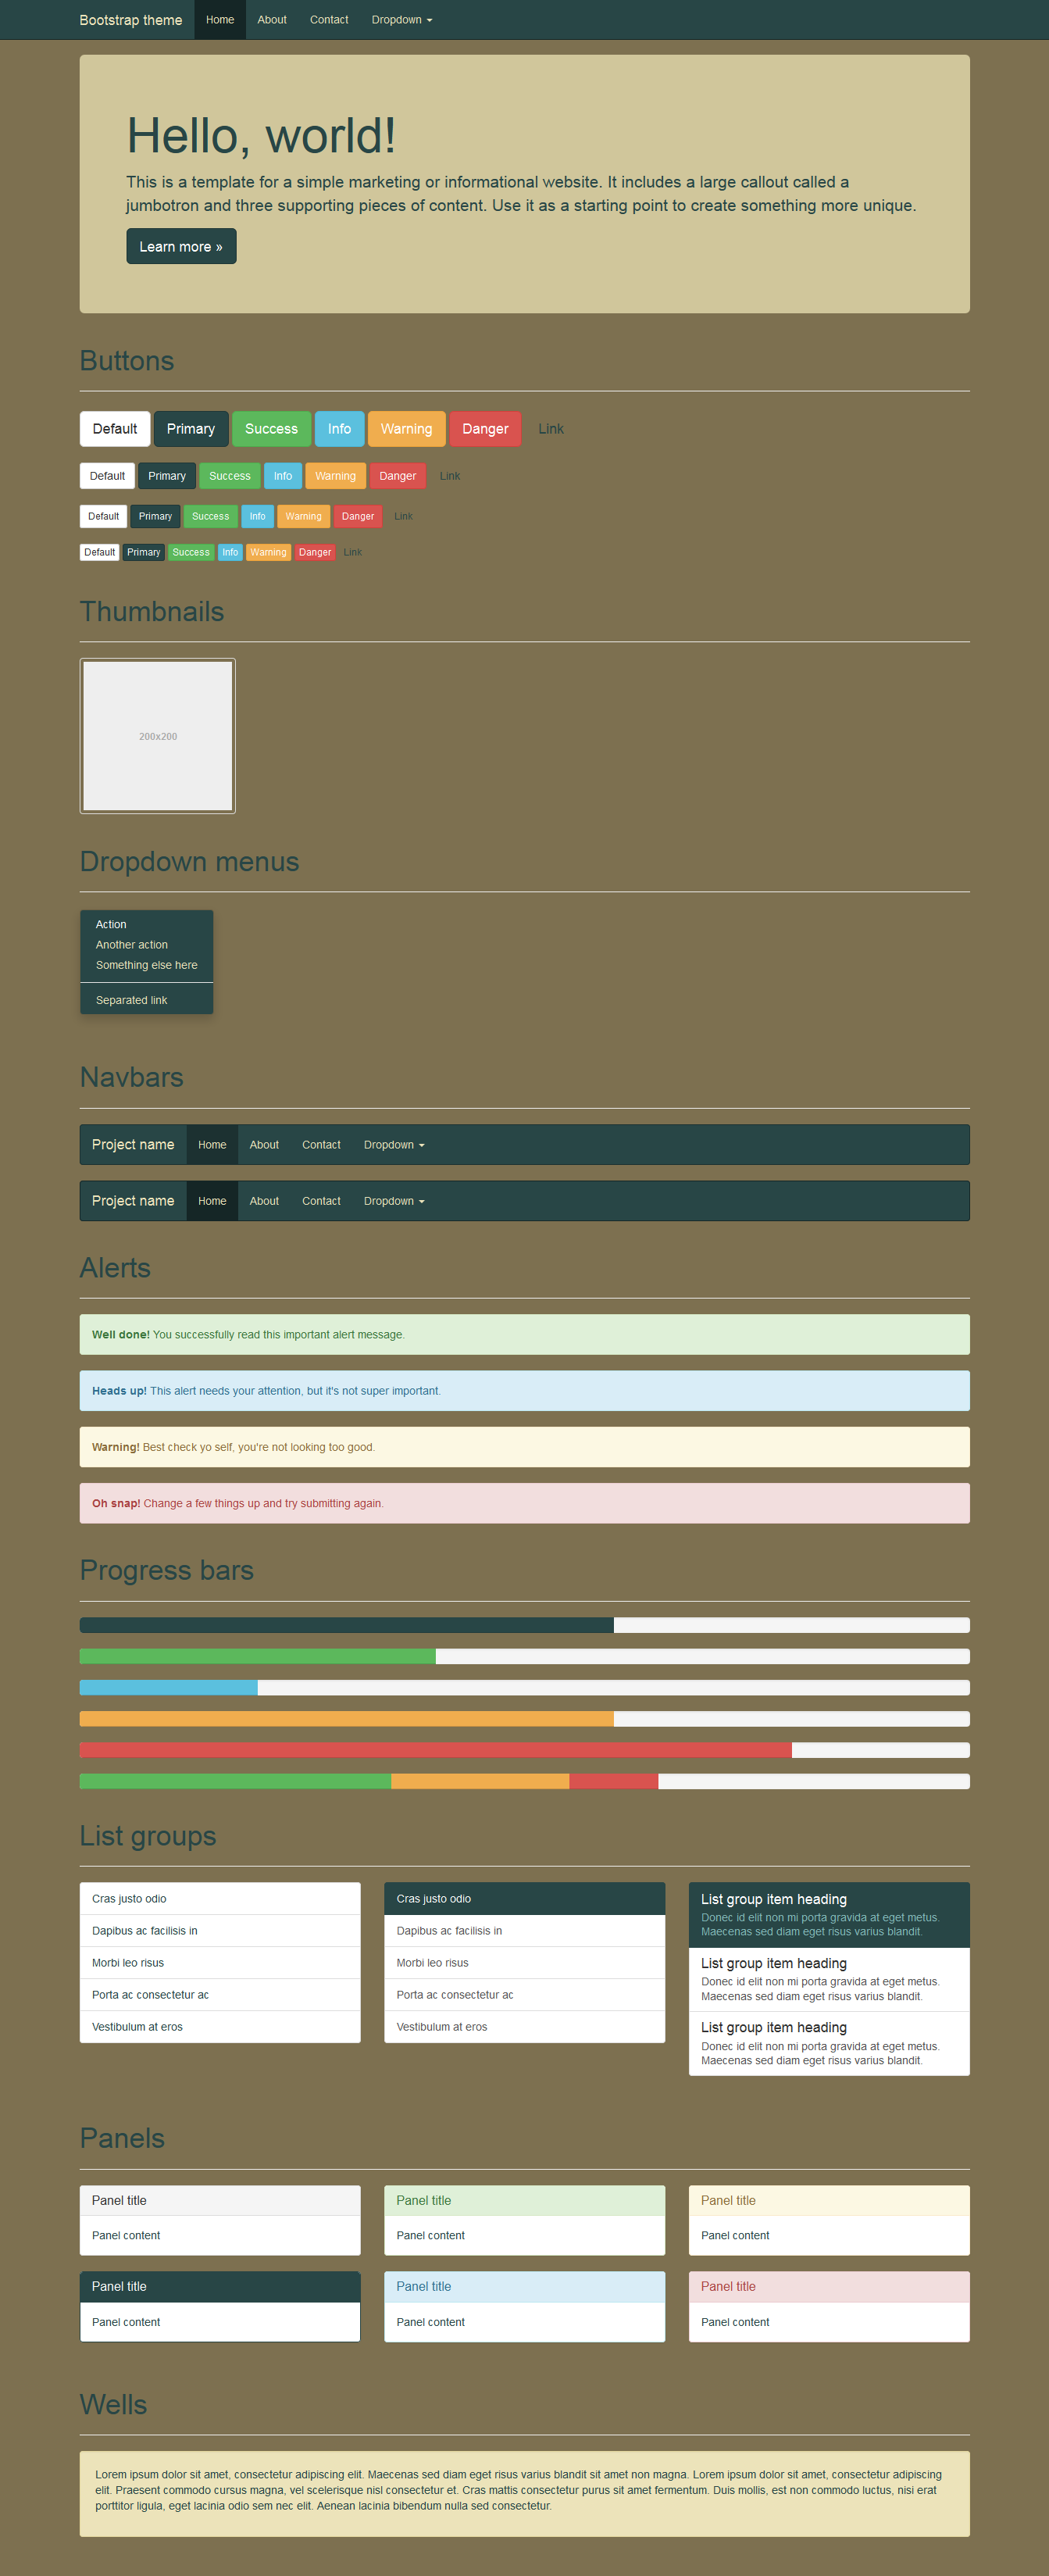 Bootstrap theme Home About Contact Dropdown
Hello, world!
This is a template for a simple marketing or informational website. It includes a large callout called a
jumbotron and three supporting pieces of content. Use it as a starting point to create something more unique.
Learn more »
Buttons
Default Primary Success Info Warning Danger Link
Default Primary Success Info Warning Danger Link
Default Primary Success Info Warning Danger Link
Default Primary Success Info Warning Danger Link
Thumbnails
200x200
Dropdown menus
Action
Another action
Something else here
Separated link
Navbars
Project name Home About Contact Dropdown
Project name Home About Contact Dropdown
Alerts
Well done! You successfully read this important alert message.
Heads up! This alert needs your attention, but it's not super important.
Warning! Best check yo self, you're not looking too good.
Oh snap! Change a few things up and try submitting again.
Progress bars
List groups
Cras justo odio
Dapibus ac facilisis in
Morbi leo risus
Porta ac consectetur ac
Vestibulum at eros
Cras justo odio
Dapibus ac facilisis in
Morbi leo risus
Porta ac consectetur ac
Vestibulum at eros
List group item heading
Donec id elit non mi porta gravida at eget metus.
Maecenas sed diam eget risus varius blandit.
List group item heading
Donec id elit non mi porta gravida at eget metus.
Maecenas sed diam eget risus varius blandit.
List group item heading
Donec id elit non mi porta gravida at eget metus.
Maecenas sed diam eget risus varius blandit.
Panels
Panel title
Panel content
Panel title
Panel content
Panel title
Panel content
Panel title
Panel content
Panel title
Panel content
Panel title
Panel content
Wells
Lorem ipsum dolor sit amet, consectetur adipiscing elit. Maecenas sed diam eget risus varius blandit sit amet non magna. Lorem ipsum dolor sit amet, consectetur adipiscing
elit. Praesent commodo cursus magna, vel scelerisque nisl consectetur et. Cras mattis consectetur purus sit amet fermentum. Duis mollis, est non commodo luctus, nisi erat
porttitor ligula, eget lacinia odio sem nec elit. Aenean lacinia bibendum nulla sed consectetur.